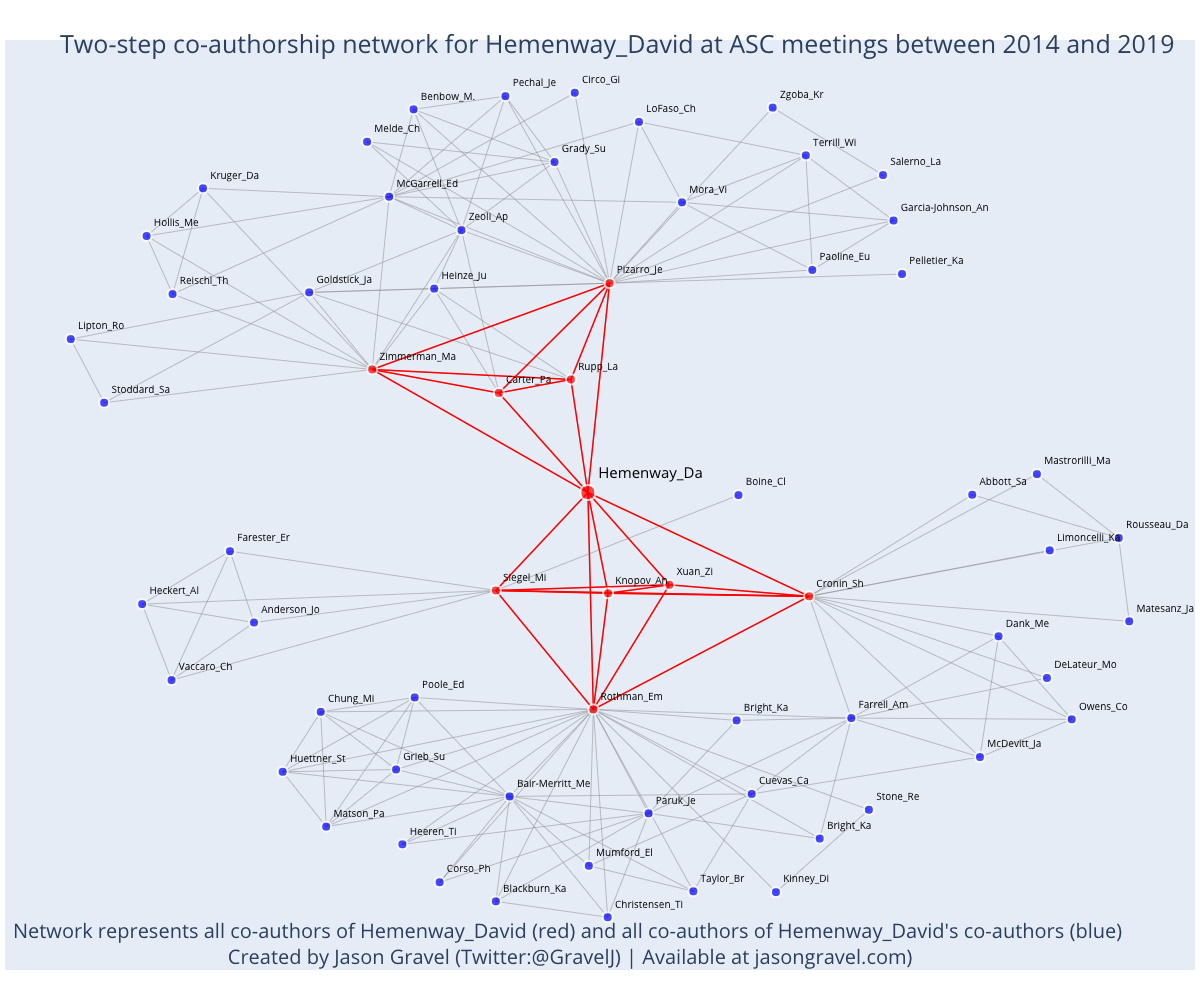 Two-step co-authorship network for Hemenway_David at ASC meetings between 2014 and 2019
Pechal_Je
Circo_Gi
Benbow_M.
Zgoba_Kr
LoFaso_Ch
Melde_Ch
Terrill_Wi
Grady_Su
Salerno_La
Kruger_Da
McGarrell_Ed
Mora_Vi
Garcia-Johnson_An
Hollis_Me
Zeoli_Ap
Paoline_Eu
Pelletier_Ka
Pizarro_Je
Reischl_Th
Goldstick_Ja
Heinze_Ju
Lipton_Ro
Zimmerman_Ma
Rupp_La
Carter_Pa
Stoddard_Sa
Mastrorilli_Ma
Hemenway_Da
Boine_Cl
Abbott_Sa
Rousseau_Da
Farester_Er
Limoncelli_Ka
Siegel_Mi
Knopov_An
Xuan_Zi
Cronin_Sh
Heckert_Al
Anderson_Jo
Matesanz_Ja
Dank_Me
Vaccaro_Ch
DeLateur_Mo
Poole_Ed
Chung_Mi
Rothman_Em
Bright_Ka
Farrell_Am
Owens_Co
McDevitt_Ja
Huettner_St
Grieb_Su
Bair-Merritt_Me
Cuevas_Ca
Stone_Re
Matson_Pa
Paruk_Je
Bright_Ka
Heeren_Ti
Mumford_El
Corso_Ph
Taylor_Br
Kinney_Di
Blackburn_Ka
Christensen_Ti
Network represents all co-authors of Hemenway_David (red) and all co-authors of Hemenway_David's co-authors (blue)
Created by Jason Gravel (Twitter:@GravelJ) | Available at jasongravel.com)